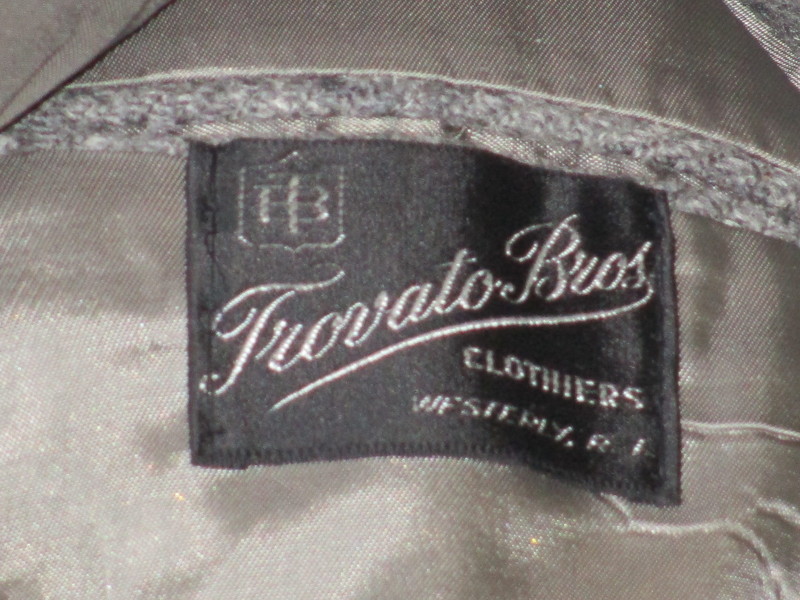 TB
Trovato Bros.
CLOTHIERS
WESTERLY, R. I.